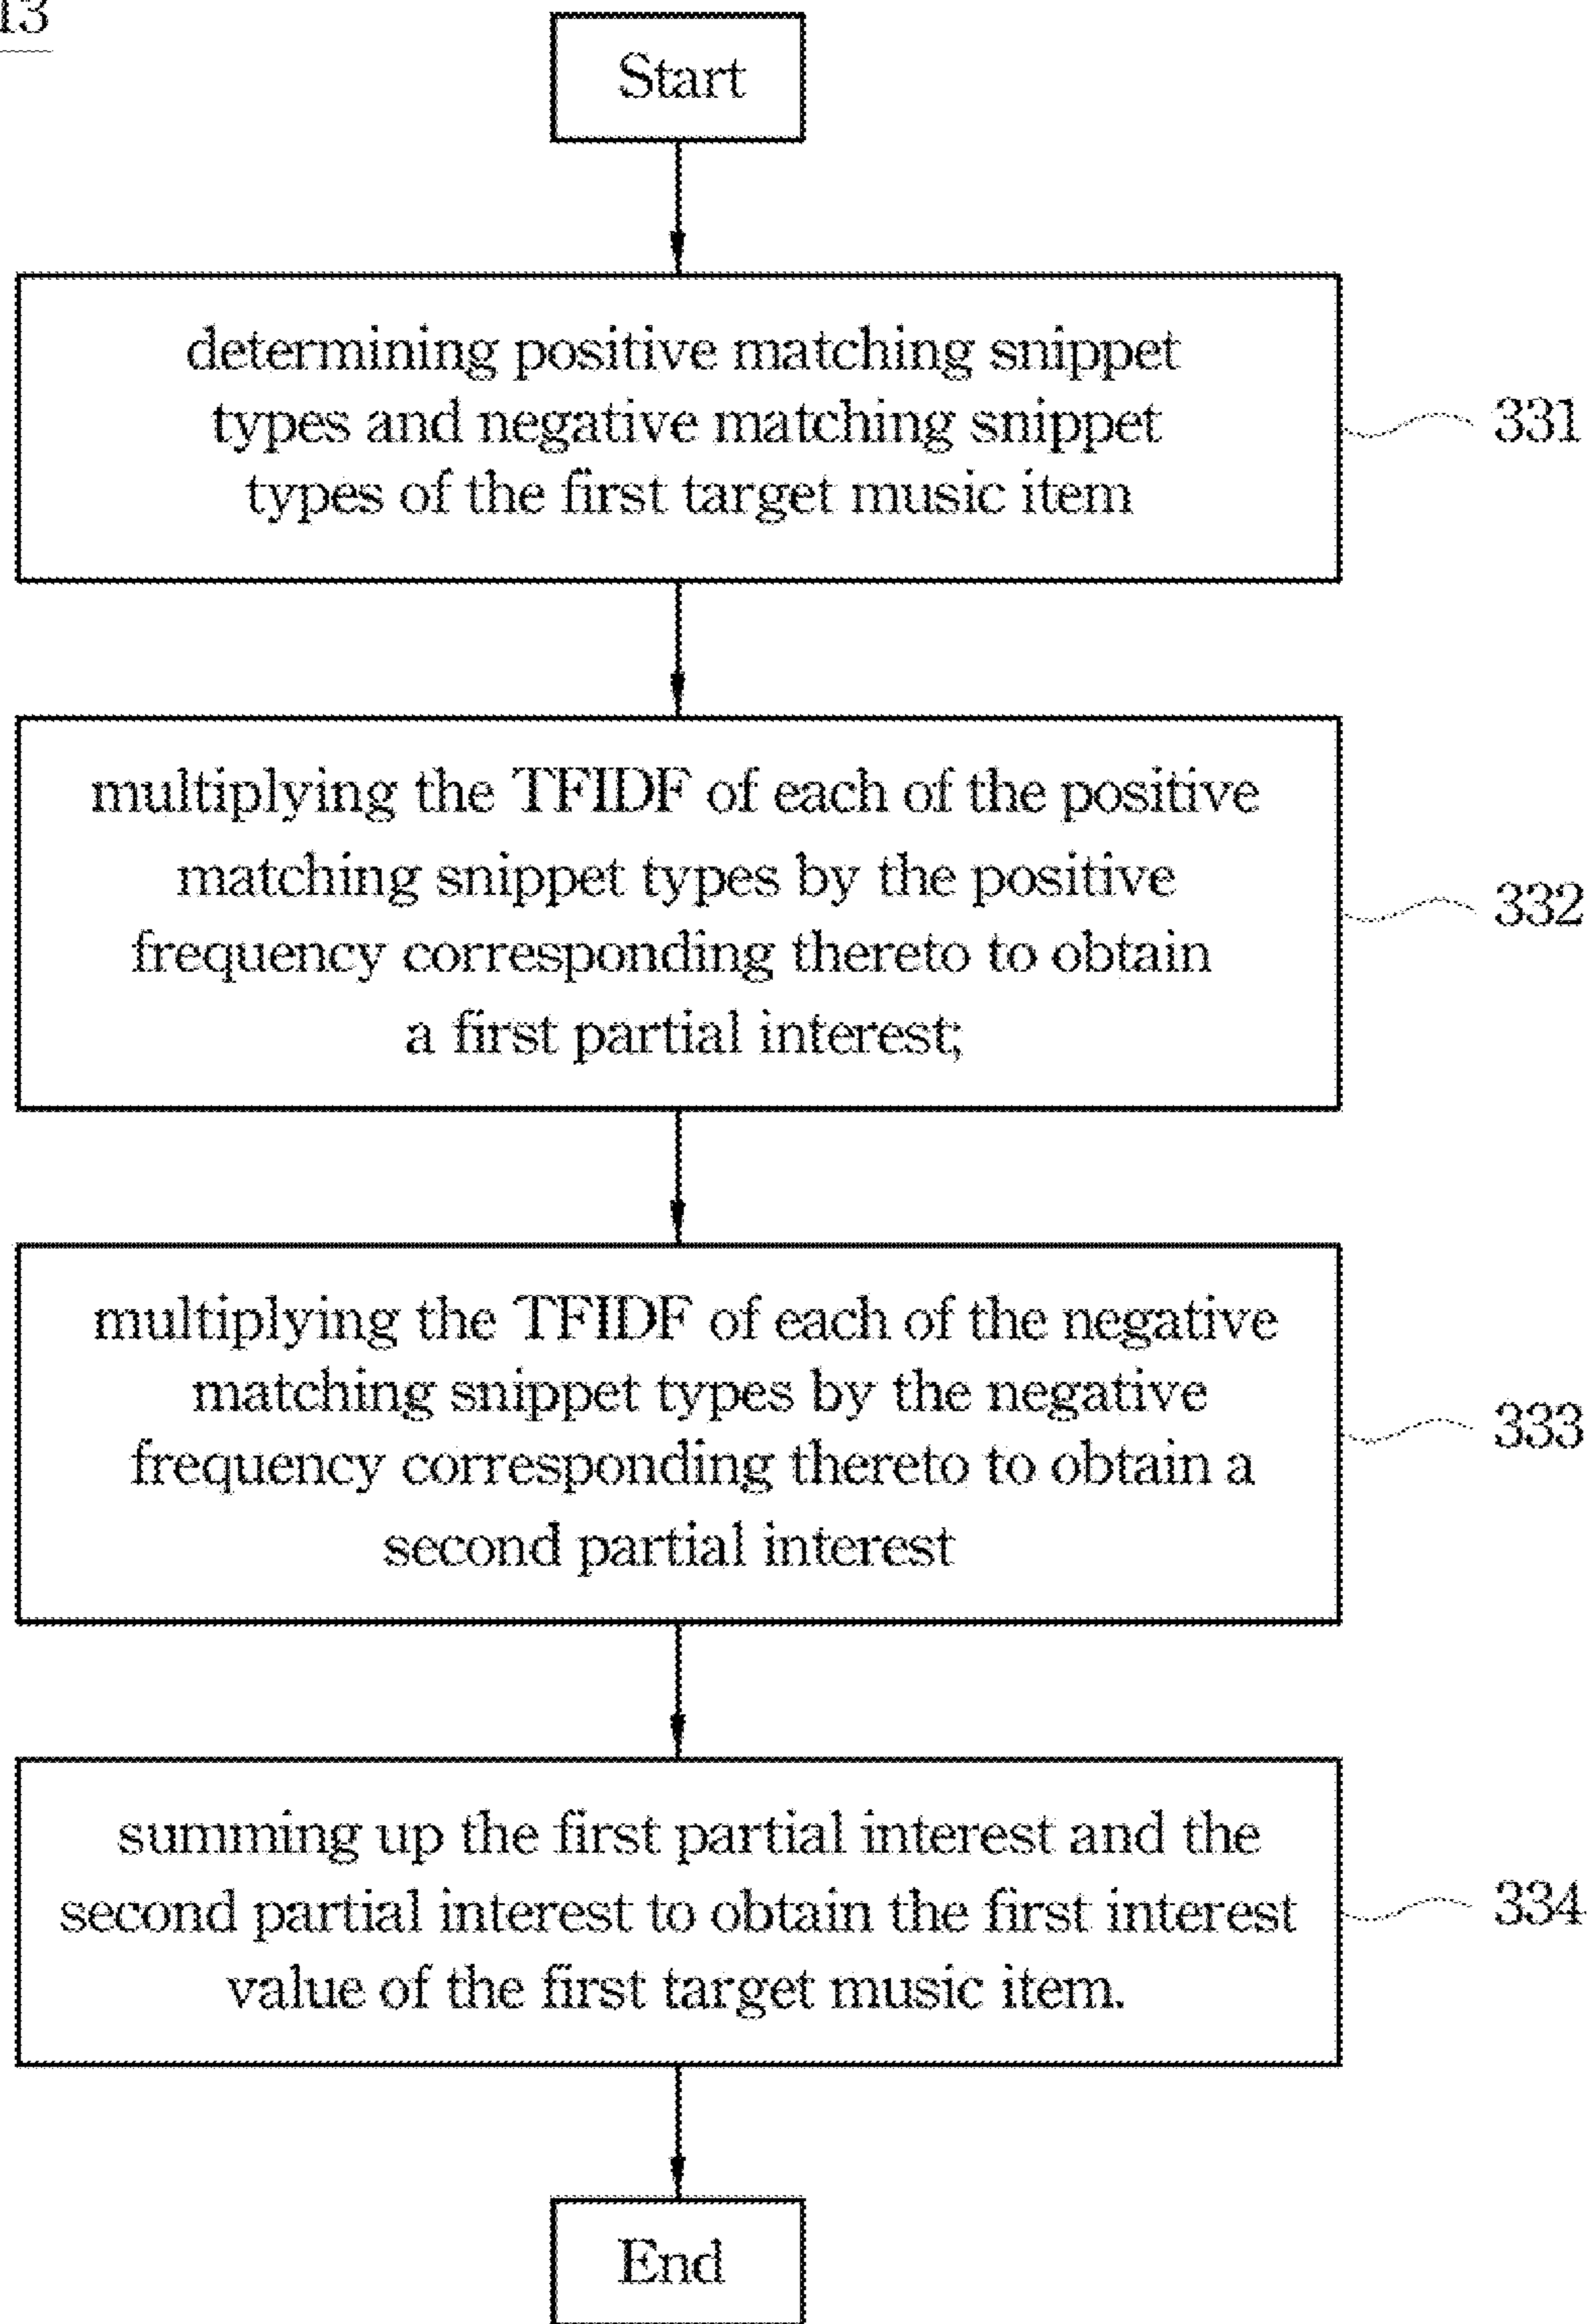 Start
determining positive matching snippet
types and negative matching snippet
types of the first target music item
331
multiplying the TFIDF of each of the positive
matching snippet types by the positive
frequency corresponding thereto to obtain
a first partial interest;
332
multiplying the TFIDF of each of the negative
matching snippet types by the negative
frequency corresponding thereto to obtain a
second partial interest
333
summing up the first partial interest and the
second partial interest to obtain the first interest
value of the first target music item.
334
End